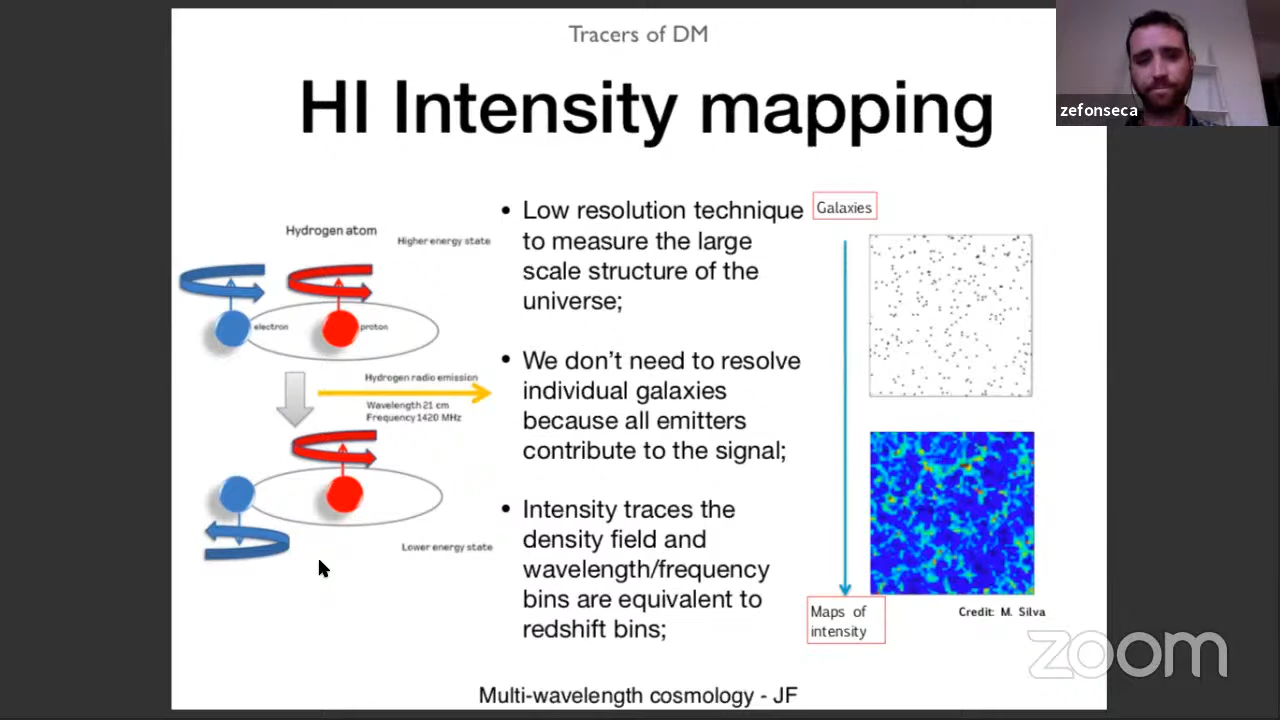 Tracers of DM
HI Intensity mapping
zefonseca
Hydrogen atom
Higher energy state
electron
proton
Hydrogen radio emission
Wavelength 21 cm
Frequency 1420 MHz
Lower energy state
• Low resolution technique
to measure the large
scale structure of the
universe;
• We don't need to resolve
individual galaxies
because all emitters
contribute to the signal;
• Intensity traces the
density field and
wavelength/frequency
bins are equivalent to
redshift bins;
Galaxies
Maps of
intensity
Credit: M. Silva
zoom
Multi-wavelength cosmology - JF